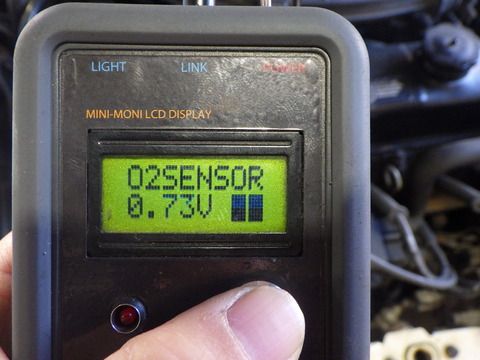 LIGHT LINK POWER
MINI-MONI LCD DISPLAY
O2SENSOR
0.73V